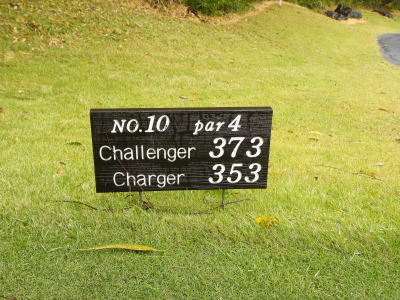 NO.10 par 4
Challenger 373
Charger 353